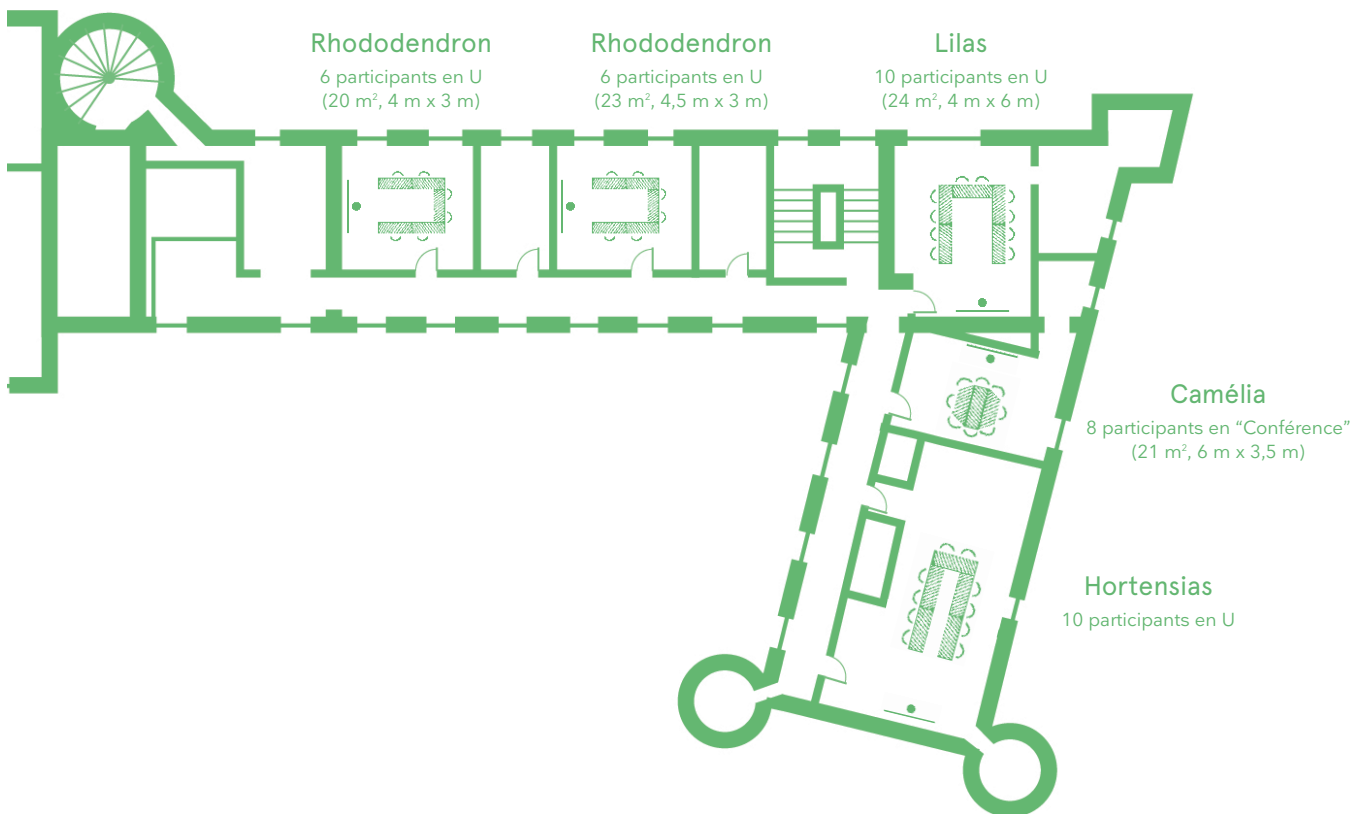 Rhododendron
6 participants en U
(20 m², 4 m x 3 m)
Rhododendron
6 participants en U
(23 m², 4,5 m x 3 m)
Lilas
10 participants en U
(24 m², 4 m x 6 m)
Camélia
8 participants en “Conférence”
(21 m², 6 m x 3,5 m)
Hortensias
10 participants en U